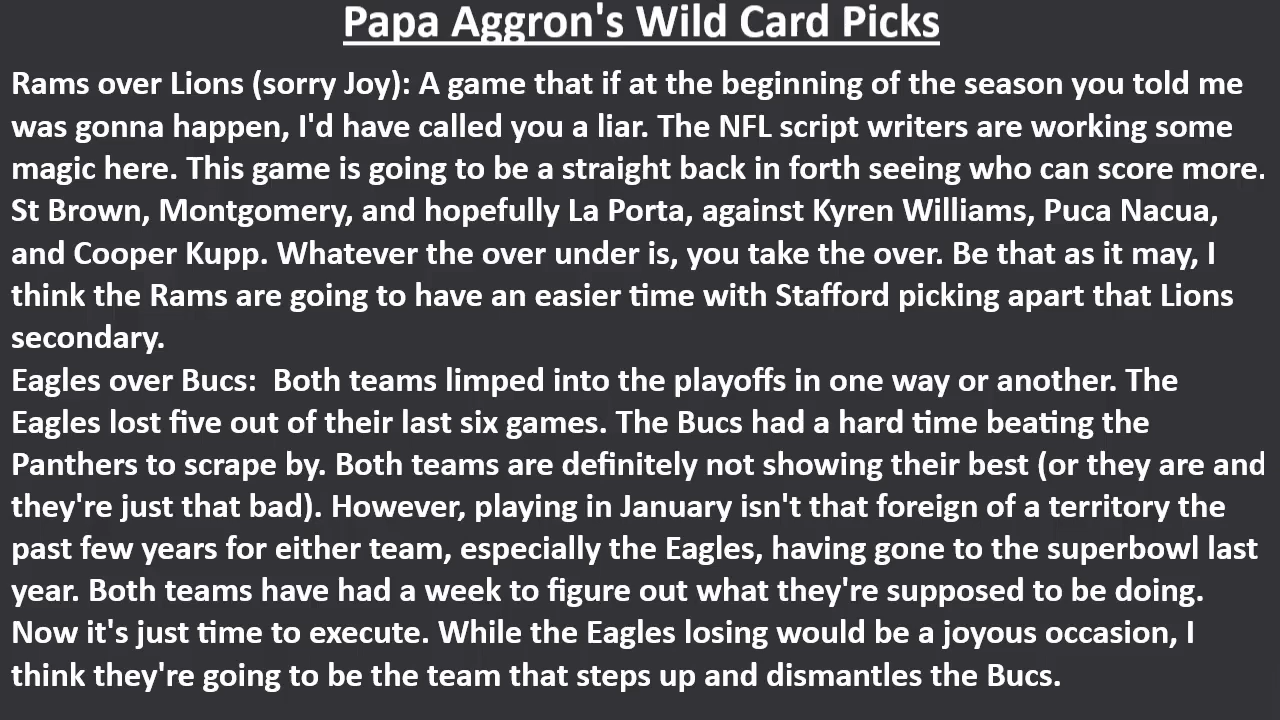 Papa Aggron's Wild Card Picks
Rams over Lions (sorry Joy): A game that if at the beginning of the season you told me
was gonna happen, I'd have called you a liar. The NFL script writers are working some
magic here. This game is going to be a straight back in forth seeing who can score more.
St Brown, Montgomery, and hopefully La Porta, against Kyren Williams, Puca Nacua,
and Cooper Kupp. Whatever the over under is, you take the over. Be that as it may, I
think the Rams are going to have an easier time with Stafford picking apart that Lions
secondary.
Eagles over Bucs:  Both teams limped into the playoffs in one way or another. The
Eagles lost five out of their last six games. The Bucs had a hard time beating the
Panthers to scrape by. Both teams are definitely not showing their best (or they are and
they're just that bad). However, playing in January isn't that foreign of a territory the
past few years for either team, especially the Eagles, having gone to the superbowl last
year. Both teams have had a week to figure out what they're supposed to be doing.
Now it's just time to execute. While the Eagles losing would be a joyous occasion, I
think they're going to be the team that steps up and dismantles the Bucs.